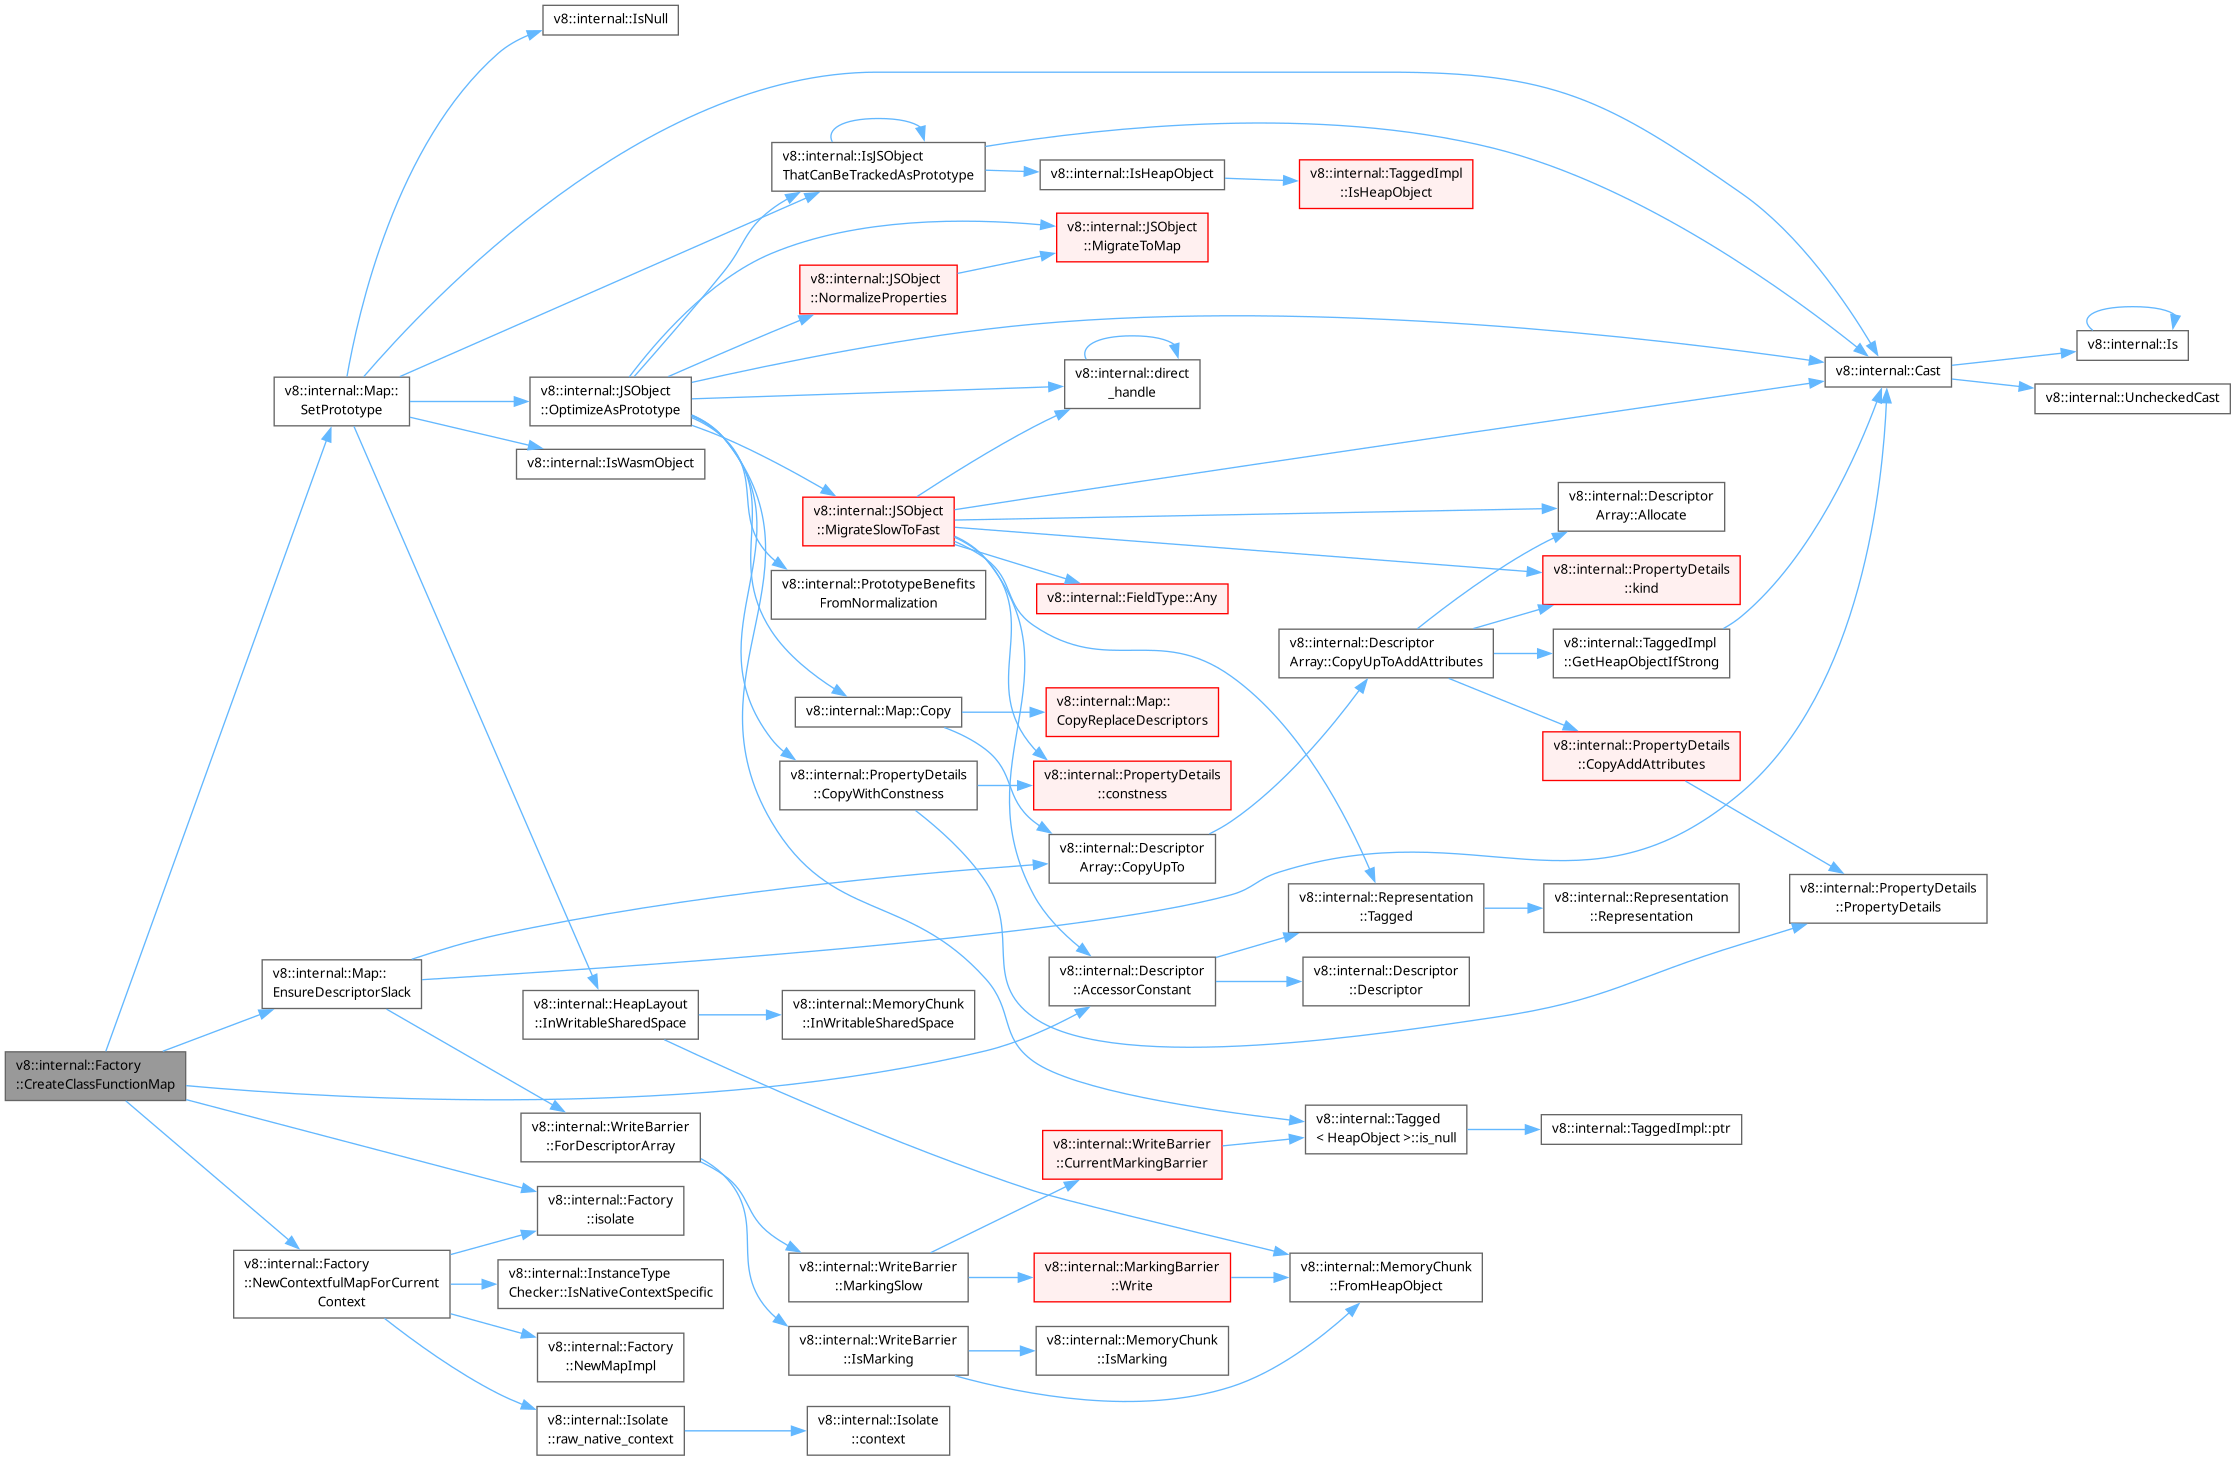 v8::internal::IsNull
v8::internal::IsJSObject
ThatCanBeTrackedAsPrototype
v8::internal::IsHeapObject
v8::internal::TaggedImpl
::IsHeapObject
v8::internal::JSObject
::MigrateToMap
v8::internal::JSObject
::NormalizeProperties
v8::internal::Is
v8::internal::direct
_handle
v8::internal::Cast
v8::internal::Map::
SetPrototype
v8::internal::JSObject
::OptimizeAsPrototype
v8::internal::UncheckedCast
v8::internal::IsWasmObject
v8::internal::JSObject
::MigrateSlowToFast
v8::internal::Descriptor
Array::Allocate
v8::internal::PrototypeBenefits
FromNormalization
v8::internal::FieldType::Any
v8::internal::PropertyDetails
::kind
v8::internal::Descriptor
Array::CopyUpToAddAttributes
v8::internal::TaggedImpl
::GetHeapObjectIfStrong
v8::internal::Map::Copy
v8::internal::Map::
CopyReplaceDescriptors
v8::internal::PropertyDetails
::CopyAddAttributes
v8::internal::PropertyDetails
::CopyWithConstness
v8::internal::PropertyDetails
::constness
v8::internal::Descriptor
Array::CopyUpTo
v8::internal::Representation
::Tagged
v8::internal::Representation
::Representation
v8::internal::PropertyDetails
::PropertyDetails
v8::internal::Map::
EnsureDescriptorSlack
v8::internal::HeapLayout
::InWritableSharedSpace
v8::internal::MemoryChunk
::InWritableSharedSpace
v8::internal::Descriptor
::AccessorConstant
v8::internal::Descriptor
::Descriptor
v8::internal::Factory
::CreateClassFunctionMap
v8::internal::WriteBarrier
::ForDescriptorArray
v8::internal::WriteBarrier
::CurrentMarkingBarrier
v8::internal::Tagged
< HeapObject >::is_null
v8::internal::TaggedImpl::ptr
v8::internal::Factory
::isolate
v8::internal::Factory
::NewContextfulMapForCurrent
Context
v8::internal::InstanceType
Checker::IsNativeContextSpecific
v8::internal::WriteBarrier
::MarkingSlow
v8::internal::MarkingBarrier
::Write
v8::internal::MemoryChunk
::FromHeapObject
v8::internal::Factory
::NewMapImpl
v8::internal::WriteBarrier
::IsMarking
v8::internal::MemoryChunk
::IsMarking
v8::internal::Isolate
::raw_native_context
v8::internal::Isolate
::context